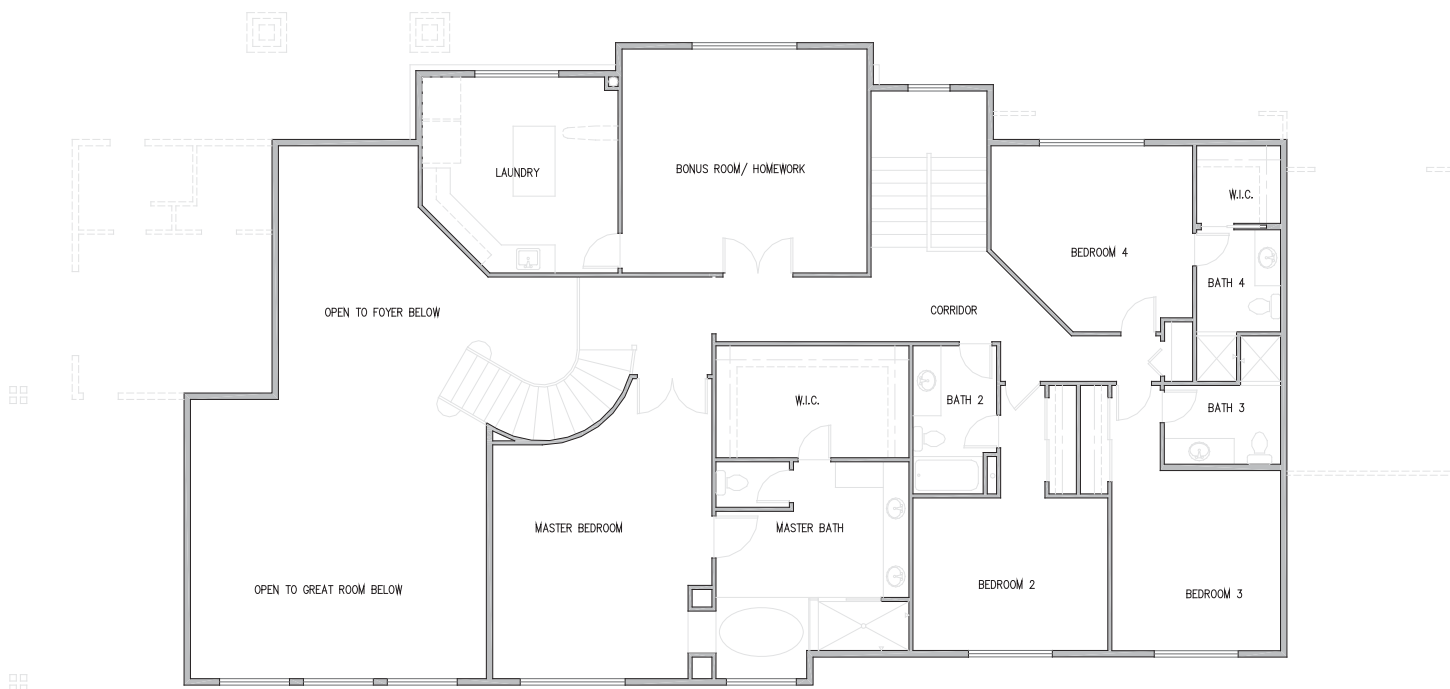 LAUNDRY
BONUS ROOM/ HOMEWORK
W.I.C.
BEDROOM 4
BATH 4
OPEN TO FOYER BELOW
CORRIDOR
W.I.C.
BATH 2
BATH 3
MASTER BEDROOM
MASTER BATH
OPEN TO GREAT ROOM BELOW
BEDROOM 2
BEDROOM 3